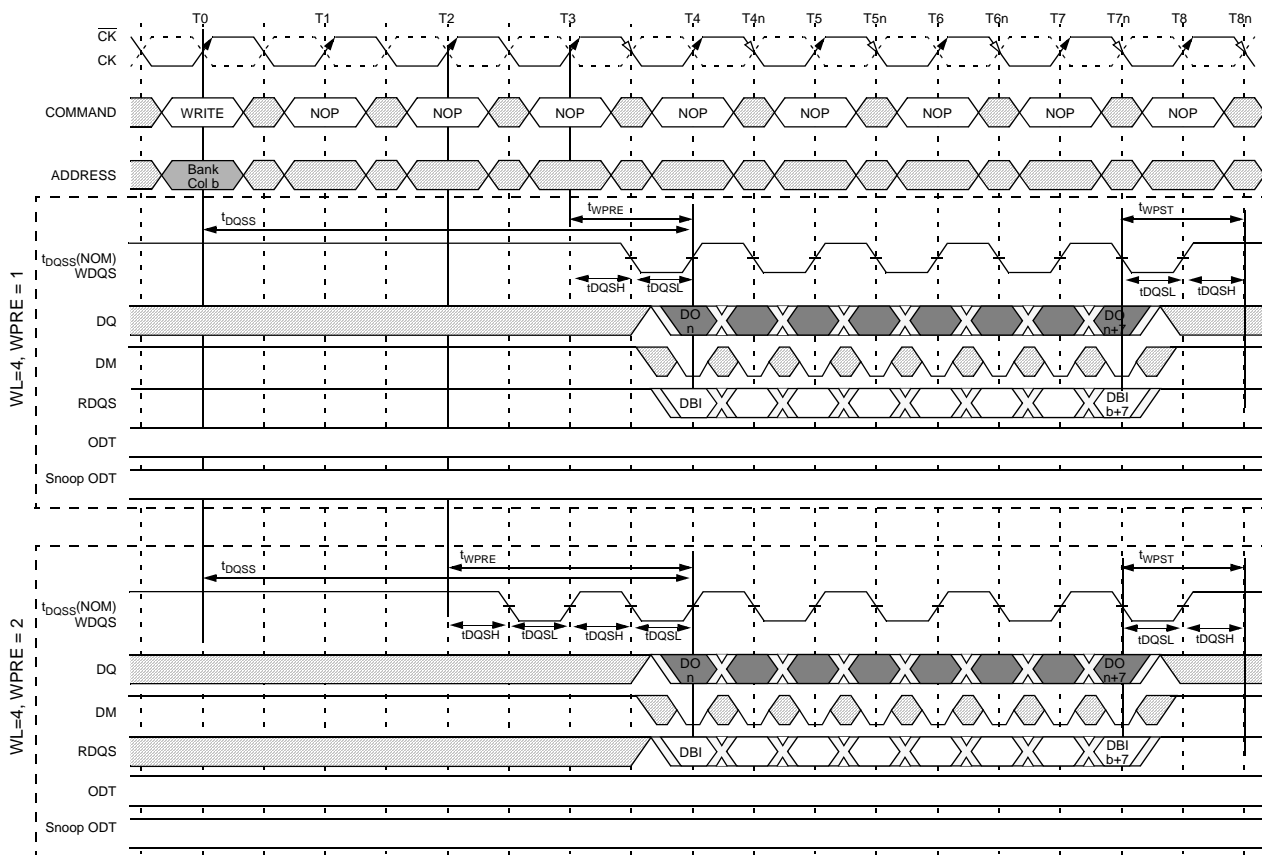 T0 T1 T2 T3 T4 T4n T5 T5n T6 T6n T7 T7n T8 T8n
CK
CK
COMMAND WRITE NOP NOP NOP NOP NOP NOP NOP NOP
ADDRESS Bank Col b
WL=4, WPRE = 1
tDQSS tWPRE tWPST
tDQSS(NOM)
WDQS
tDQSH tDQSL tDQSL tDQSH
DQ DO n DO n+7
DM
RDQS DBI DBI b+7
ODT
Snoop ODT
WL=4, WPRE = 2
tDQSS tWPRE tWPST
tDQSS(NOM)
WDQS
tDQSH tDQSL tDQSH tDQSL tDQSL tDQSH
DQ DO n DO n+7
DM
RDQS DBI DBI b+7
ODT
Snoop ODT